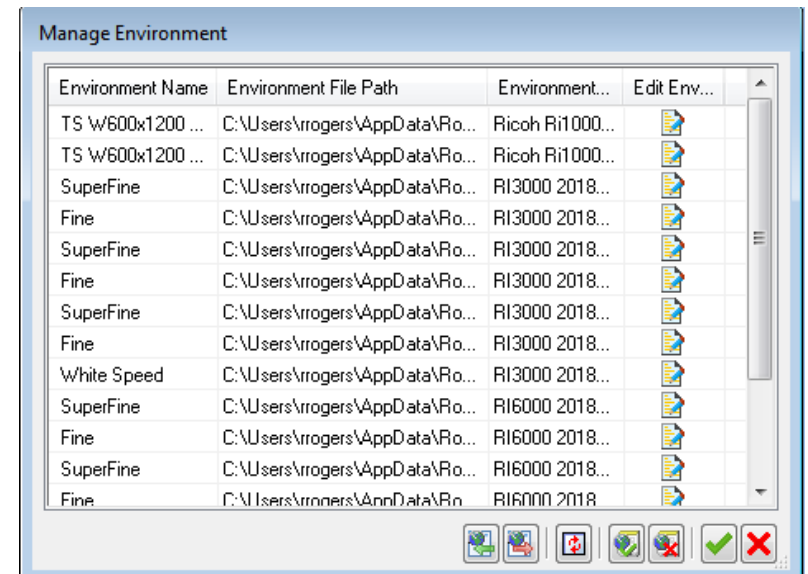 Manage Environment
Environment Name Environment File Path Environment... Edit Env...
TS W600x1200 ... C:\Users\rrogers\AppData\Ro... Ricoh Ri1000...
TS W600x1200 ... C:\Users\rrogers\AppData\Ro... Ricoh Ri1000...
SuperFine C:\Users\rrogers\AppData\Ro... RI3000 2018...
Fine C:\Users\rrogers\AppData\Ro... RI3000 2018...
SuperFine C:\Users\rrogers\AppData\Ro... RI3000 2018...
Fine C:\Users\rrogers\AppData\Ro... RI3000 2018...
SuperFine C:\Users\rrogers\AppData\Ro... RI3000 2018...
Fine C:\Users\rrogers\AppData\Ro... RI3000 2018...
White Speed C:\Users\rrogers\AppData\Ro... RI3000 2018...
SuperFine C:\Users\rrogers\AppData\Ro... RI6000 2018...
Fine C:\Users\rrogers\AppData\Ro... RI6000 2018...
SuperFine C:\Users\rrogers\AppData\Ro... RI6000 2018...
Fine C:\Users\rrogers\AppData\Ro... RI6000 2018...